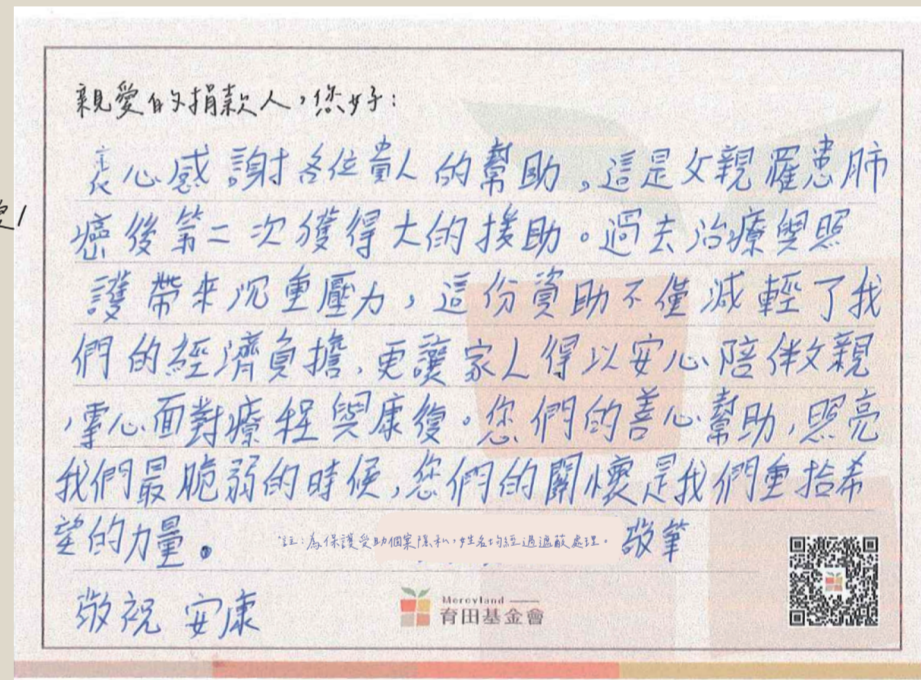 親愛的捐款人，您好：
衷心感謝各位貴人的幫助，這是父親罹患肺
癌後第二次獲得大的援助。過去治療與照
護帶來沉重壓力，這份資助不僅減輕了我
們的經濟負擔，更讓家人得以安心陪伴父親
，專心面對療程與康復。您們的善心幫助，照亮
我們最脆弱的時候，您們的關懷是我們重拾希
望的力量。
*註：為保護受助個案隱私，姓名均經過遮蔽處理。 敬筆
敬祝 安康
Mercyland
育田基金會